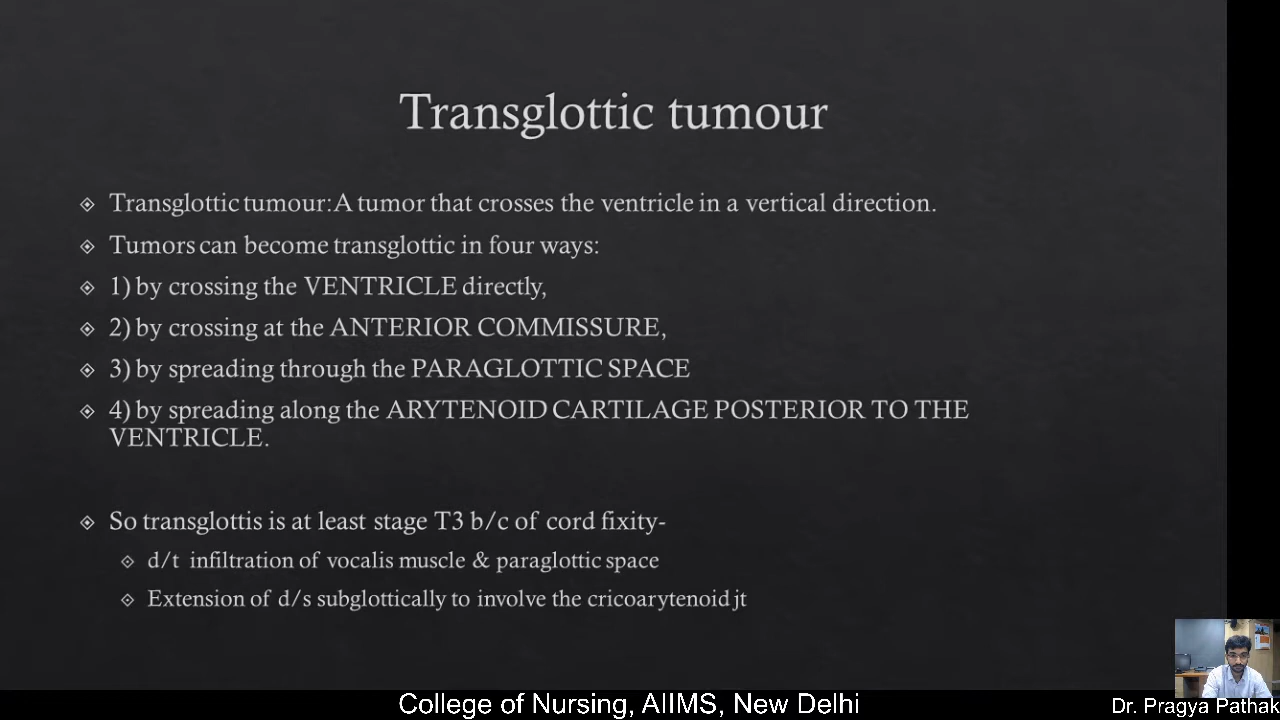 Transglottic tumour
Transglottic tumour: A tumor that crosses the ventricle in a vertical direction.
Tumors can become transglottic in four ways:
1) by crossing the VENTRICLE directly,
2) by crossing at the ANTERIOR COMMISSURE,
3) by spreading through the PARAGLOTTIC SPACE
4) by spreading along the ARYTENOID CARTILAGE POSTERIOR TO THE
VENTRICLE.
So transglottis is at least stage T3 b/c of cord fixity-
d/t infiltration of vocalis muscle & paraglottic space
Extension of d/s subglottically to involve the cricoarytenoid jt
College of Nursing, AIIMS, New Delhi
Dr. Pragya Pathak